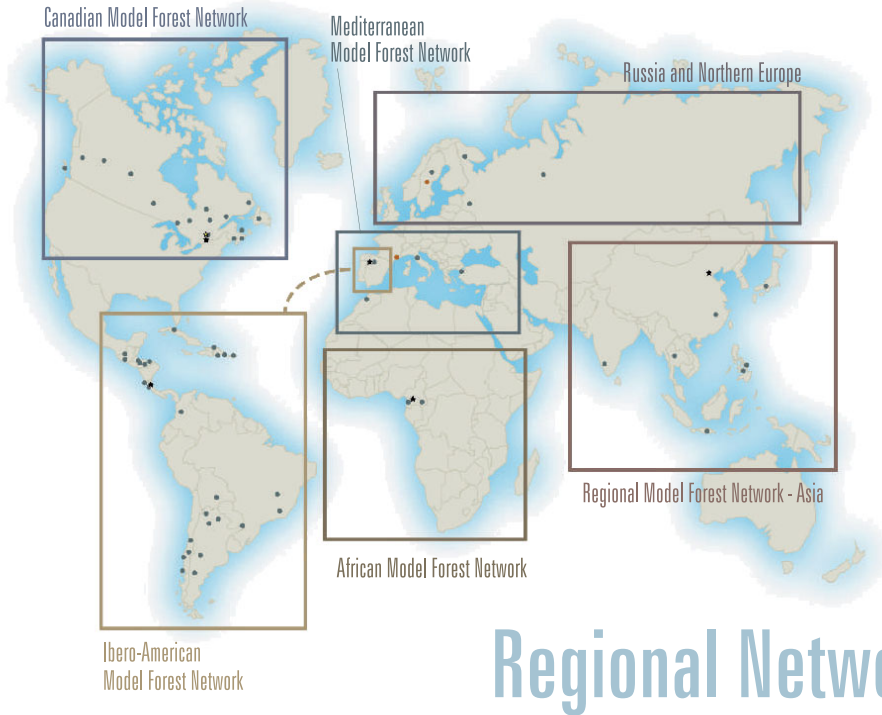 Canadian Model Forest Network
Mediterranean
Model Forest Network
Russia and Northern Europe
Regional Model Forest Network - Asia
African Model Forest Network
Ibero-American
Model Forest Network
Regional